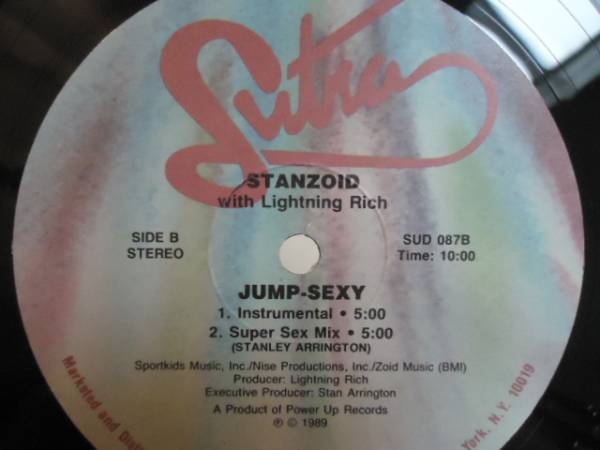 Sutra
STANZOID
with Lightning Rich
SIDE B
STEREO
SUD 087B
Time: 10:00
JUMP-SEXY
1. Instrumental • 5:00
2. Super Sex Mix • 5:00
(STANLEY ARRINGTON)
Sportkids Music, Inc./Nise Productions, Inc./Zoid Music (BMI)
Producer: Lightning Rich
Executive Producer: Stan Arrington
A Product of Power Up Records
℗ © 1989
Marketed and
York, N.Y. 10019